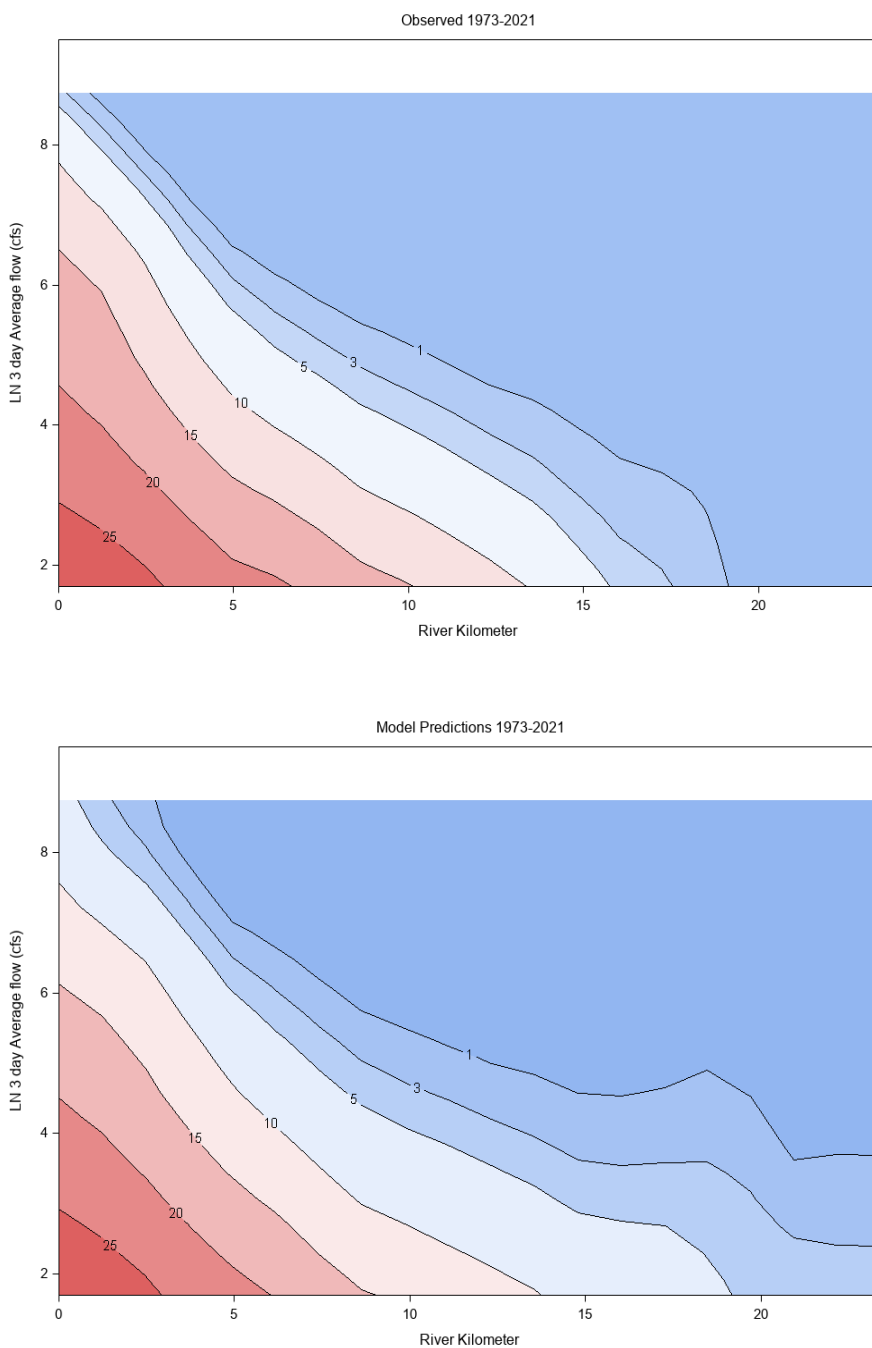 Observed 1973-2021
8
6
4
2
LN 3 day Average flow (cfs)
1
3
5
10
15
20
25
0 5 10 15 20
River Kilometer
Model Predictions 1973-2021
8
6
4
2
LN 3 day Average flow (cfs)
1
3
5
10
15
20
25
0 5 10 15 20
River Kilometer